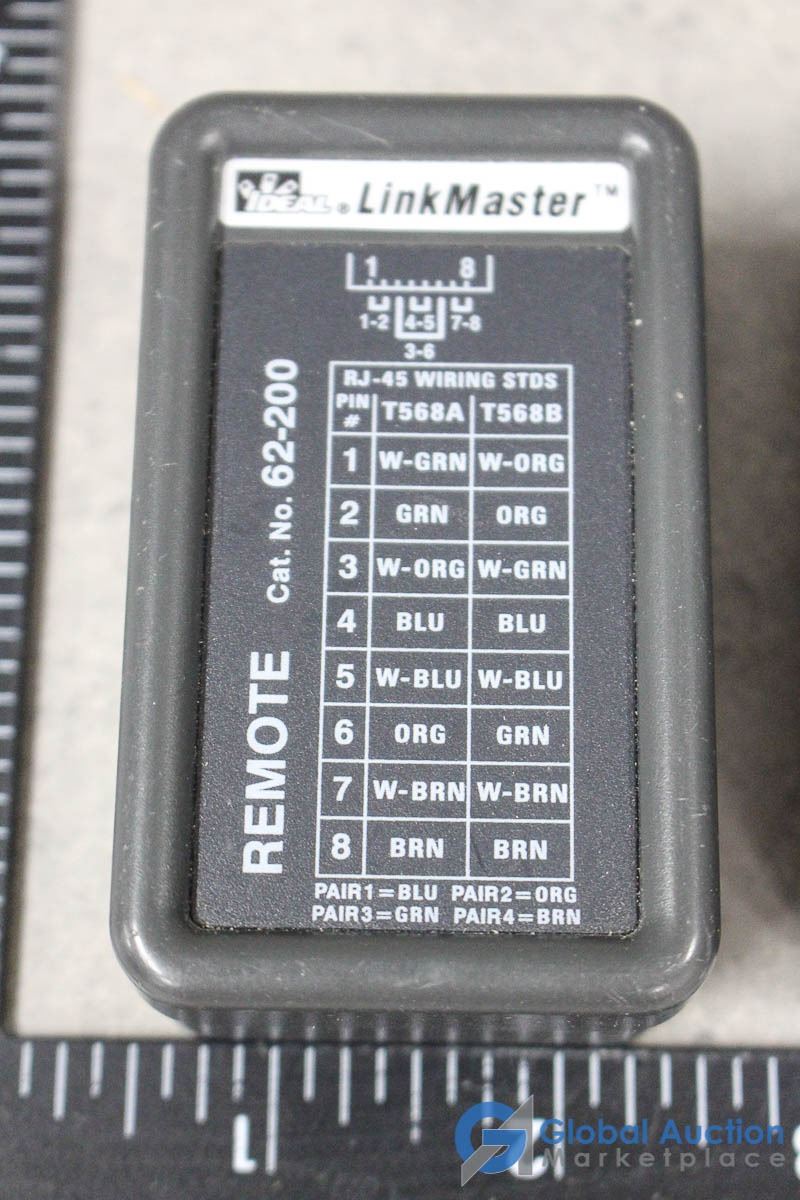 IDEAL® LinkMaster™
1 8
1-2 4-5 7-8
3-6
REMOTE Cat. No. 62-200
RJ-45 WIRING STDS
PIN # T568A T568B
1 W-GRN W-ORG
2 GRN ORG
3 W-ORG W-GRN
4 BLU BLU
5 W-BLU W-BLU
6 ORG GRN
7 W-BRN W-BRN
8 BRN BRN
PAIR1=BLU PAIR2=ORG
PAIR3=GRN PAIR4=BRN
1 2
Global Auction
Marketplace